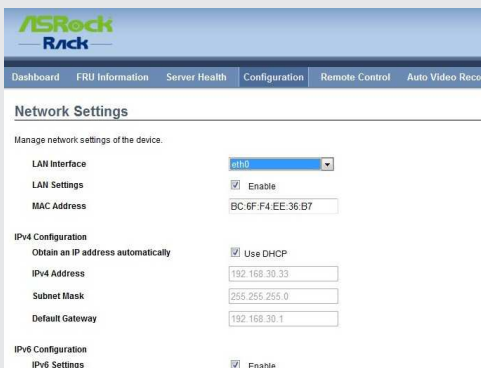 ASRock
Rack
Dashboard FRU Information Server Health Configuration Remote Control Auto Video Reco
Network Settings
Manage network settings of the device.
LAN Interface eth0
LAN Settings Enable
MAC Address BC:6F:F4:EE:36:B7
IPv4 Configuration
Obtain an IP address automatically Use DHCP
IPv4 Address 192.168.30.33
Subnet Mask 255.255.255.0
Default Gateway 192.168.30.1
IPv6 Configuration
IPv6 Settings Enable